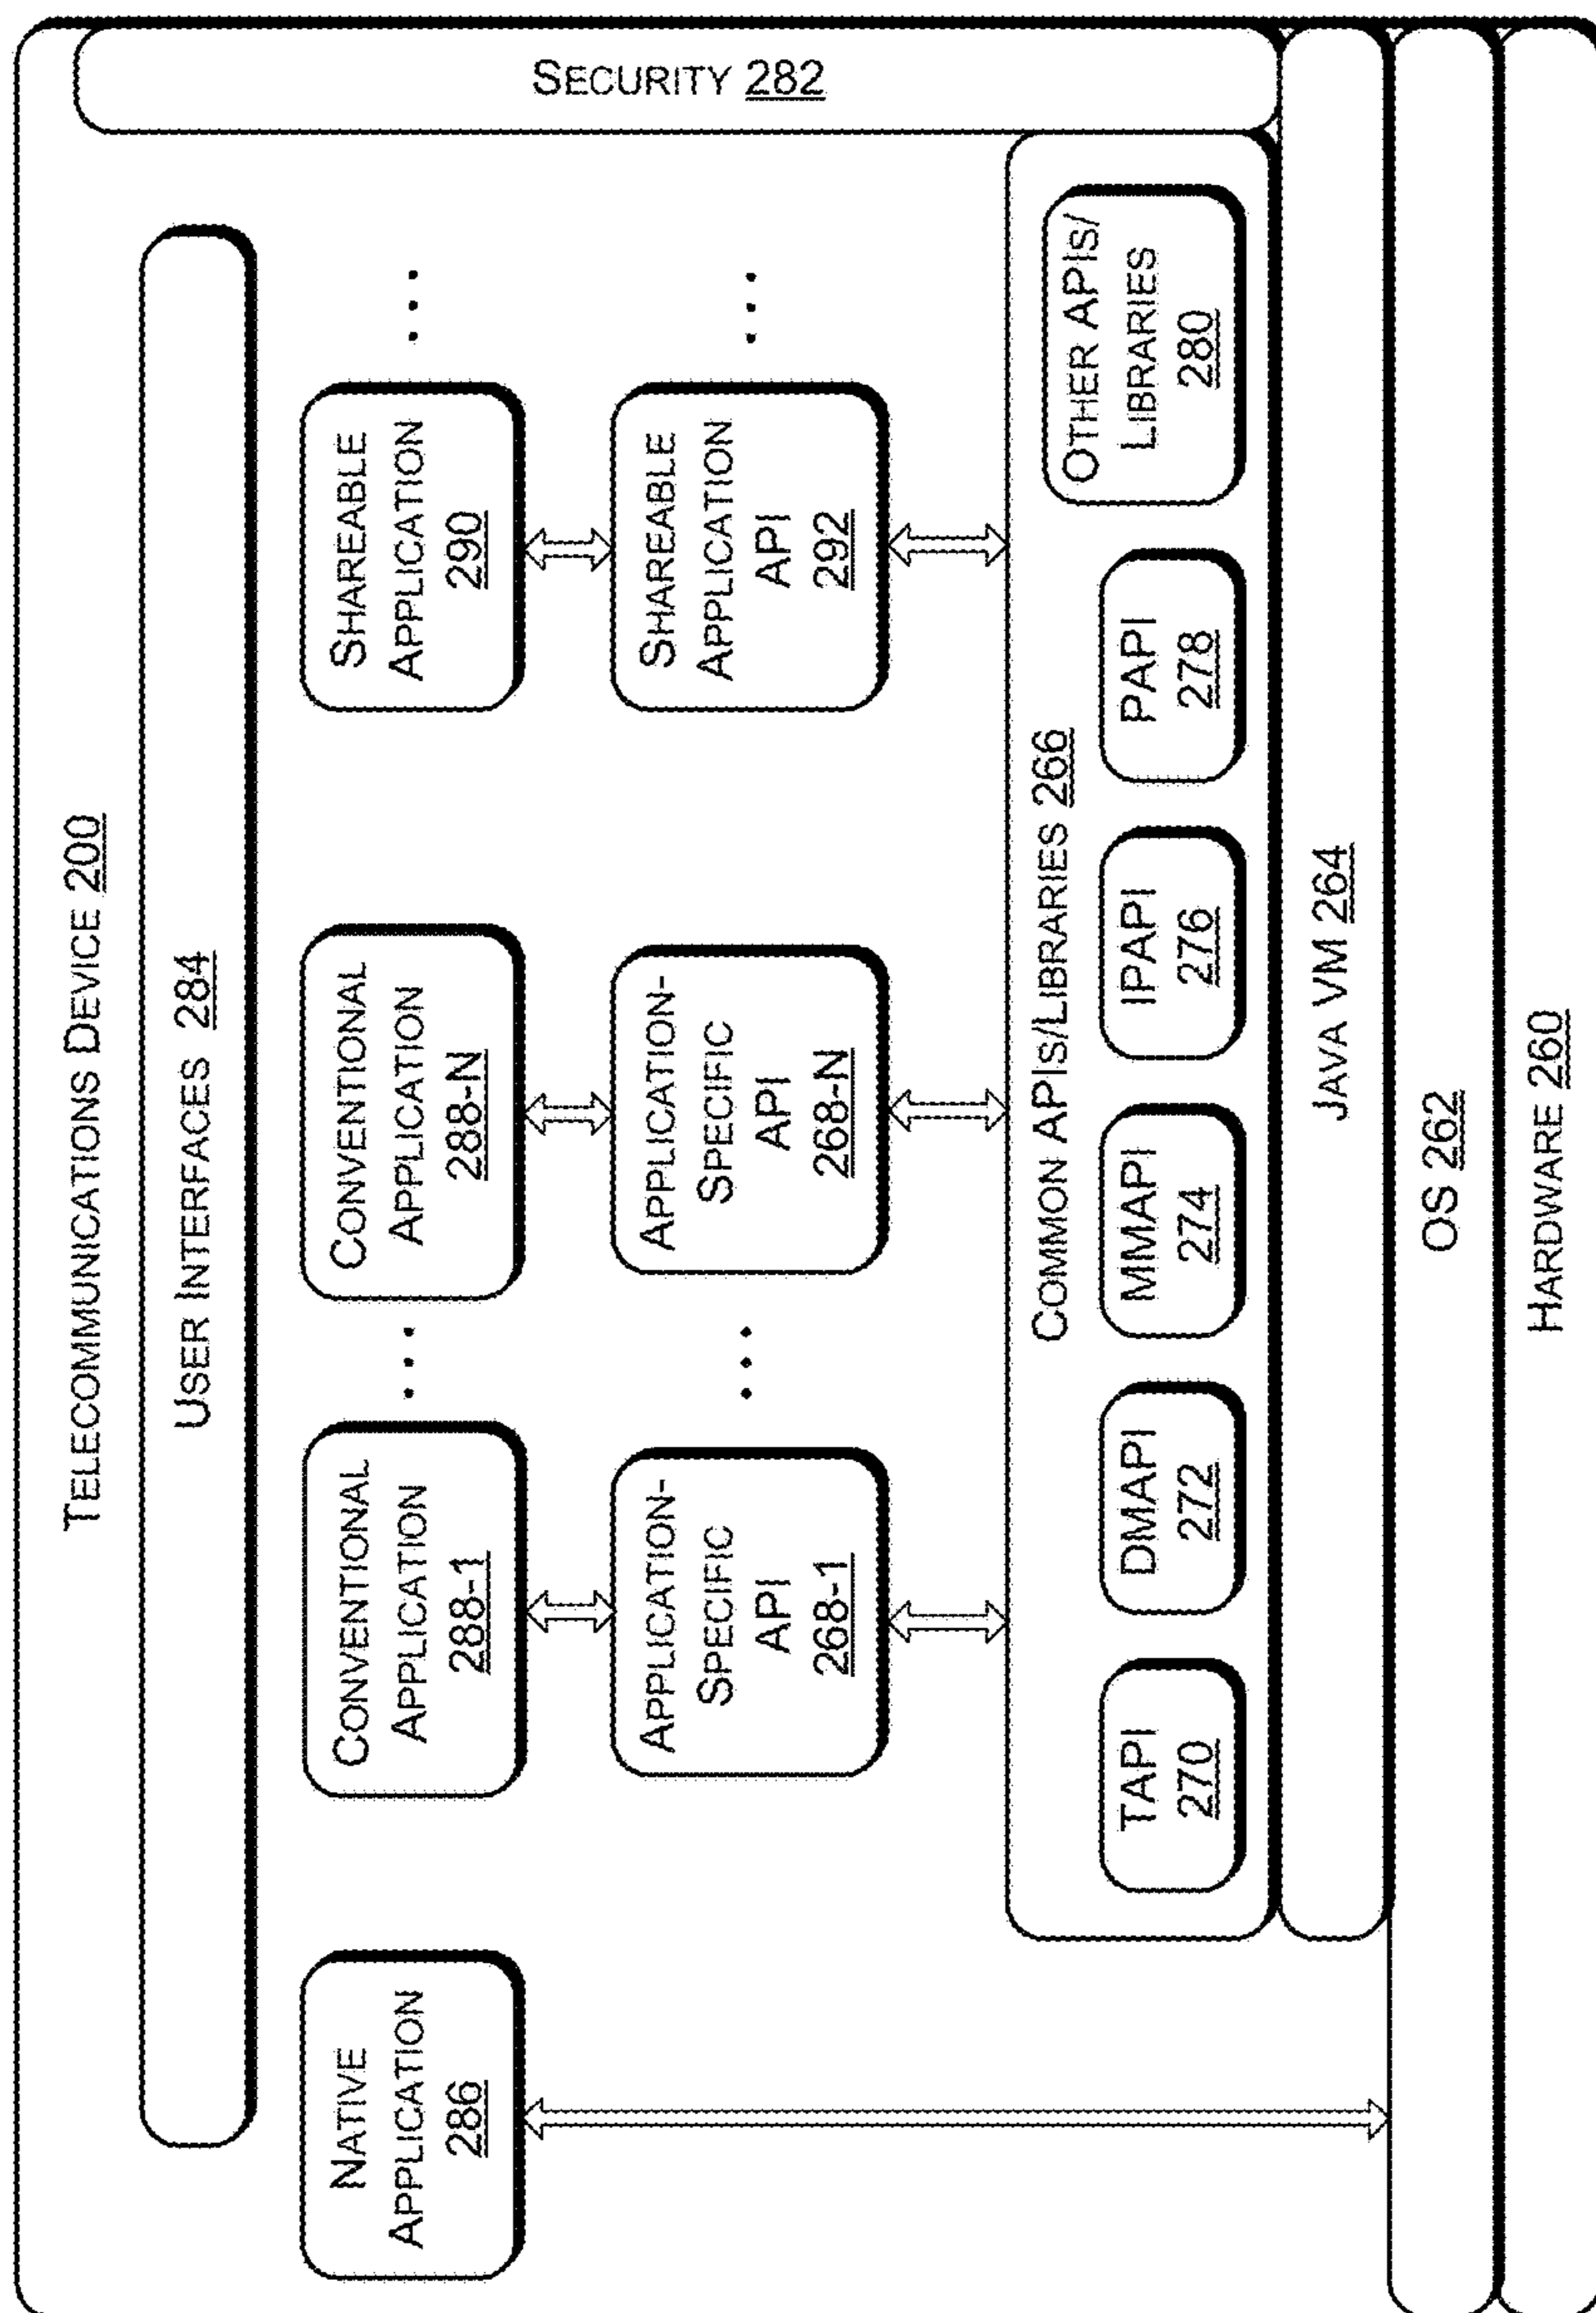 TELECOMMUNICATIONS DEVICE 200
USER INTERFACES 284
NATIVE
APPLICATION
286
CONVENTIONAL
APPLICATION
288-1
...
CONVENTIONAL
APPLICATION
288-N
SHAREABLE
APPLICATION
290
...
APPLICATION-
SPECIFIC
API
268-1
...
APPLICATION-
SPECIFIC
API
268-N
SHAREABLE
APPLICATION
API
292
...
COMMON APIS/LIBRARIES 266
TAPI
270
DMAPI
272
MMAPI
274
IPAPI
276
PAPI
278
OTHER APIS/
LIBRARIES
280
SECURITY 282
JAVA VM 264
OS 262
HARDWARE 260